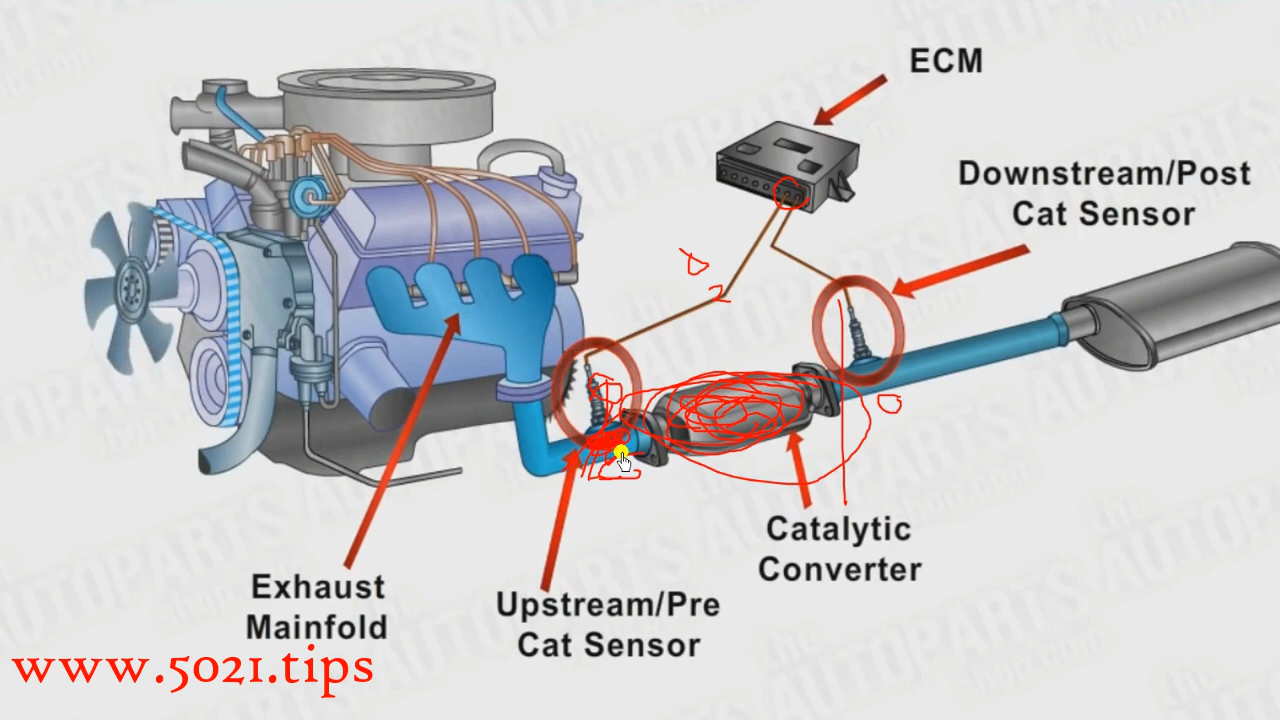 ECM
Downstream/Post
Cat Sensor
Catalytic
Converter
Exhaust
Mainfold
Upstream/Pre
Cat Sensor
www.5021.tips